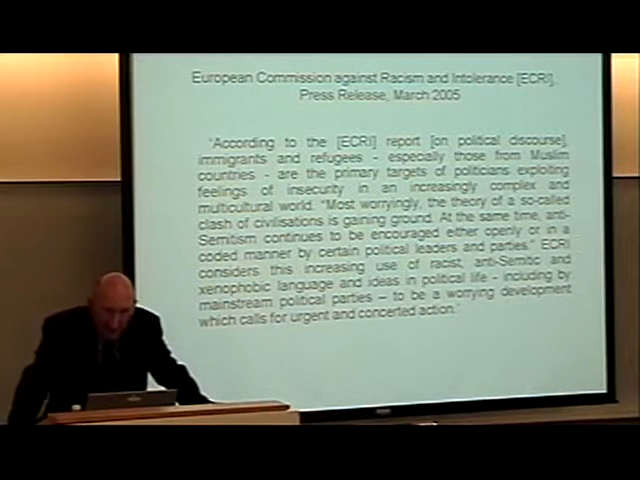 European Commission against Racism and Intolerance [ECRI],
Press Release, March 2005
"According to the [ECRI] report [on political discourse],
immigrants and refugees - especially those from Muslim
countries - are the primary targets of politicians exploiting
feelings of insecurity in an increasingly complex and
multicultural world. "Most worryingly, the theory of a so-called
clash of civilisations is gaining ground. At the same time, anti-
Semitism continues to be encouraged either openly or in a
coded manner by certain political leaders and parties." ECRI
considers this increasing use of racist, anti-Semitic and
xenophobic language and ideas in political life - including by
mainstream political parties – to be a worrying development
which calls for urgent and concerted action."